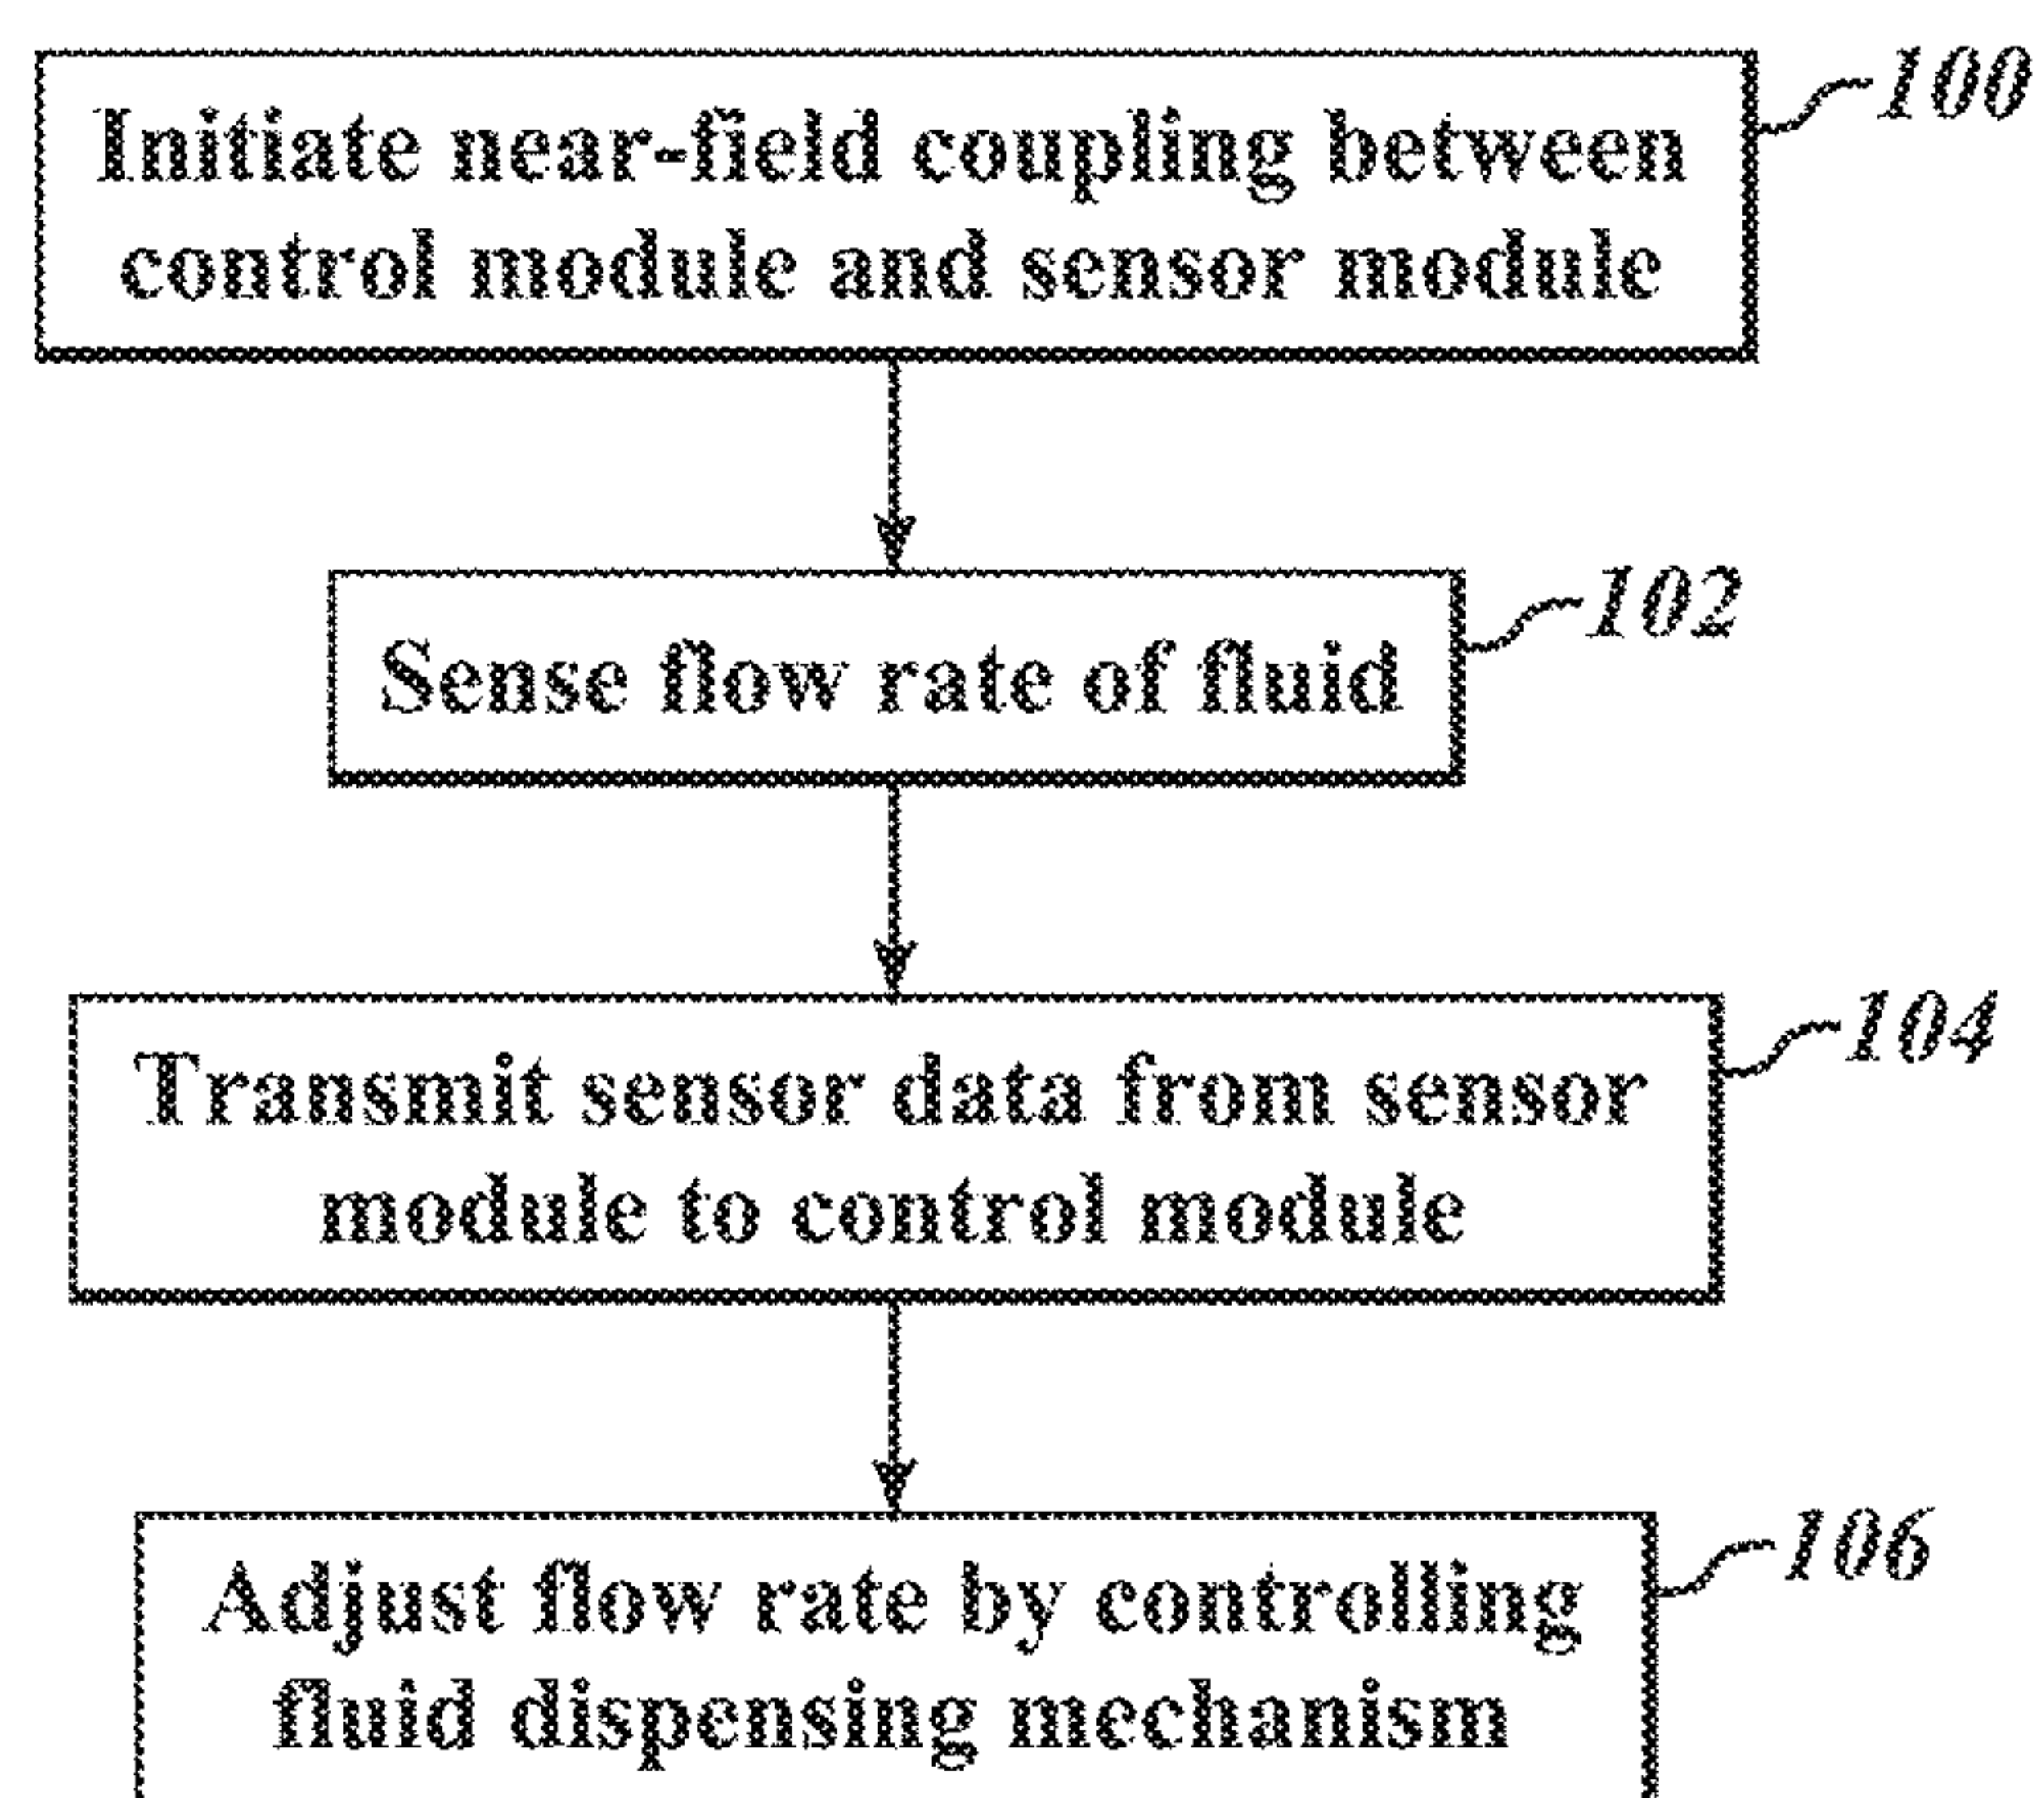 100
Initiate near-field coupling between
control module and sensor module
102
Sense flow rate of fluid
104
Transmit sensor data from sensor
module to control module
106
Adjust flow rate by controlling
fluid dispensing mechanism